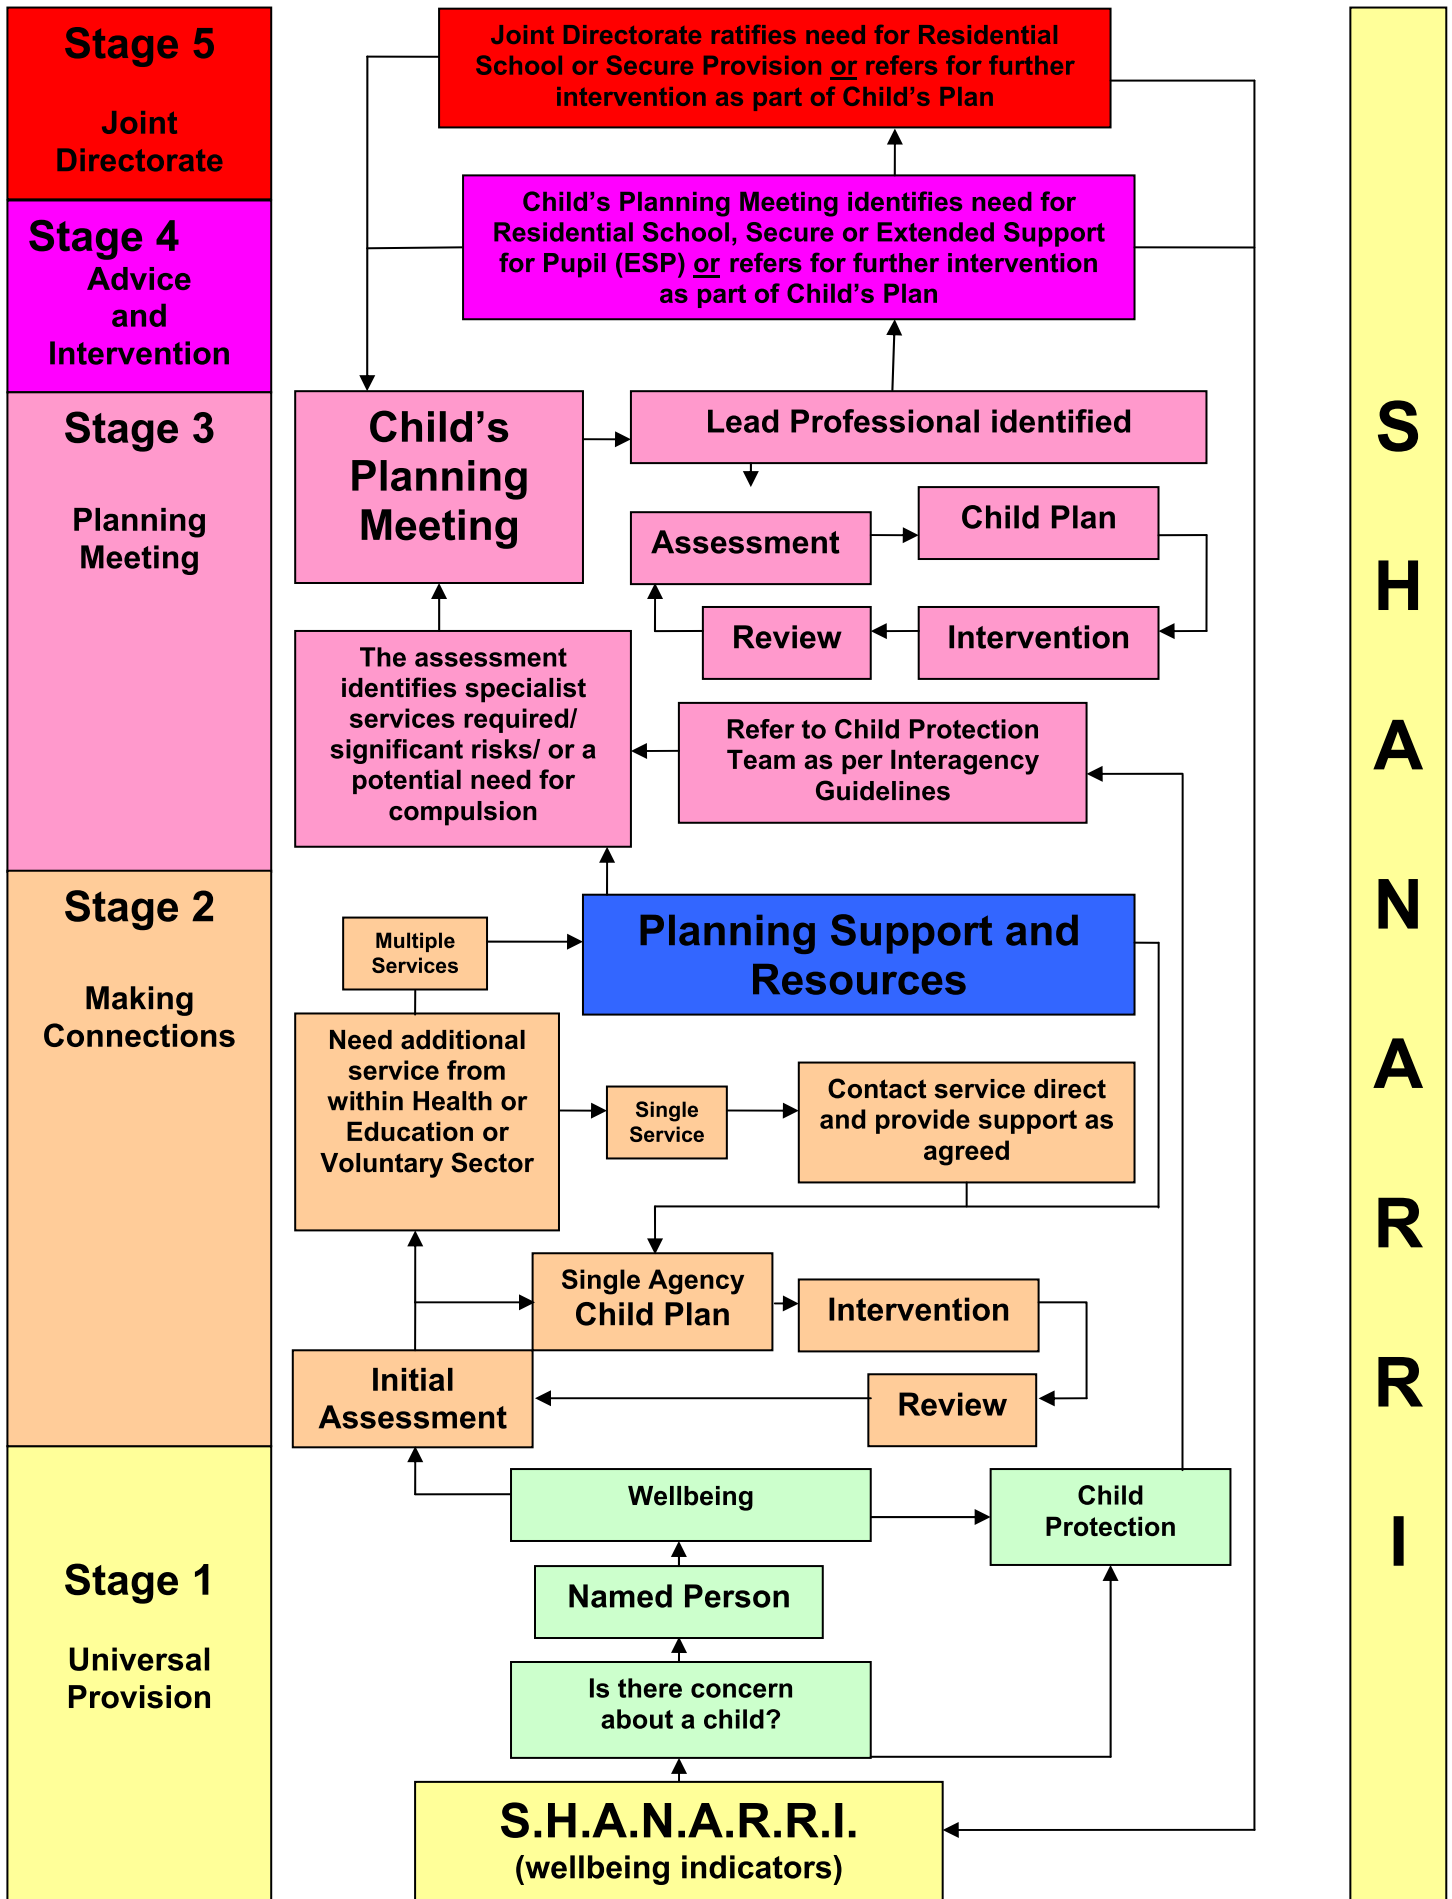 Stage 5
Joint
Directorate
Joint Directorate ratifies need for Residential
School or Secure Provision or refers for further
intervention as part of Child’s Plan
Stage 4
Advice
and
Intervention
Child’s Planning Meeting identifies need for
Residential School, Secure or Extended Support
for Pupil (ESP) or refers for further intervention
as part of Child’s Plan
Stage 3
Planning
Meeting
Child’s
Planning
Meeting
Lead Professional identified
Assessment
Child Plan
Review
Intervention
The assessment
identifies specialist
services required/
significant risks/ or a
potential need for
compulsion
Refer to Child Protection
Team as per Interagency
Guidelines
Stage 2
Making
Connections
Multiple
Services
Planning Support and
Resources
Need additional
service from
within Health or
Education or
Voluntary Sector
Single
Service
Contact service direct
and provide support as
agreed
Single Agency
Child Plan
Intervention
Initial
Assessment
Review
Stage 1
Universal
Provision
Wellbeing
Child
Protection
Named Person
Is there concern
about a child?
S.H.A.N.A.R.R.I.
(wellbeing indicators)
S
H
A
N
A
R
R
I